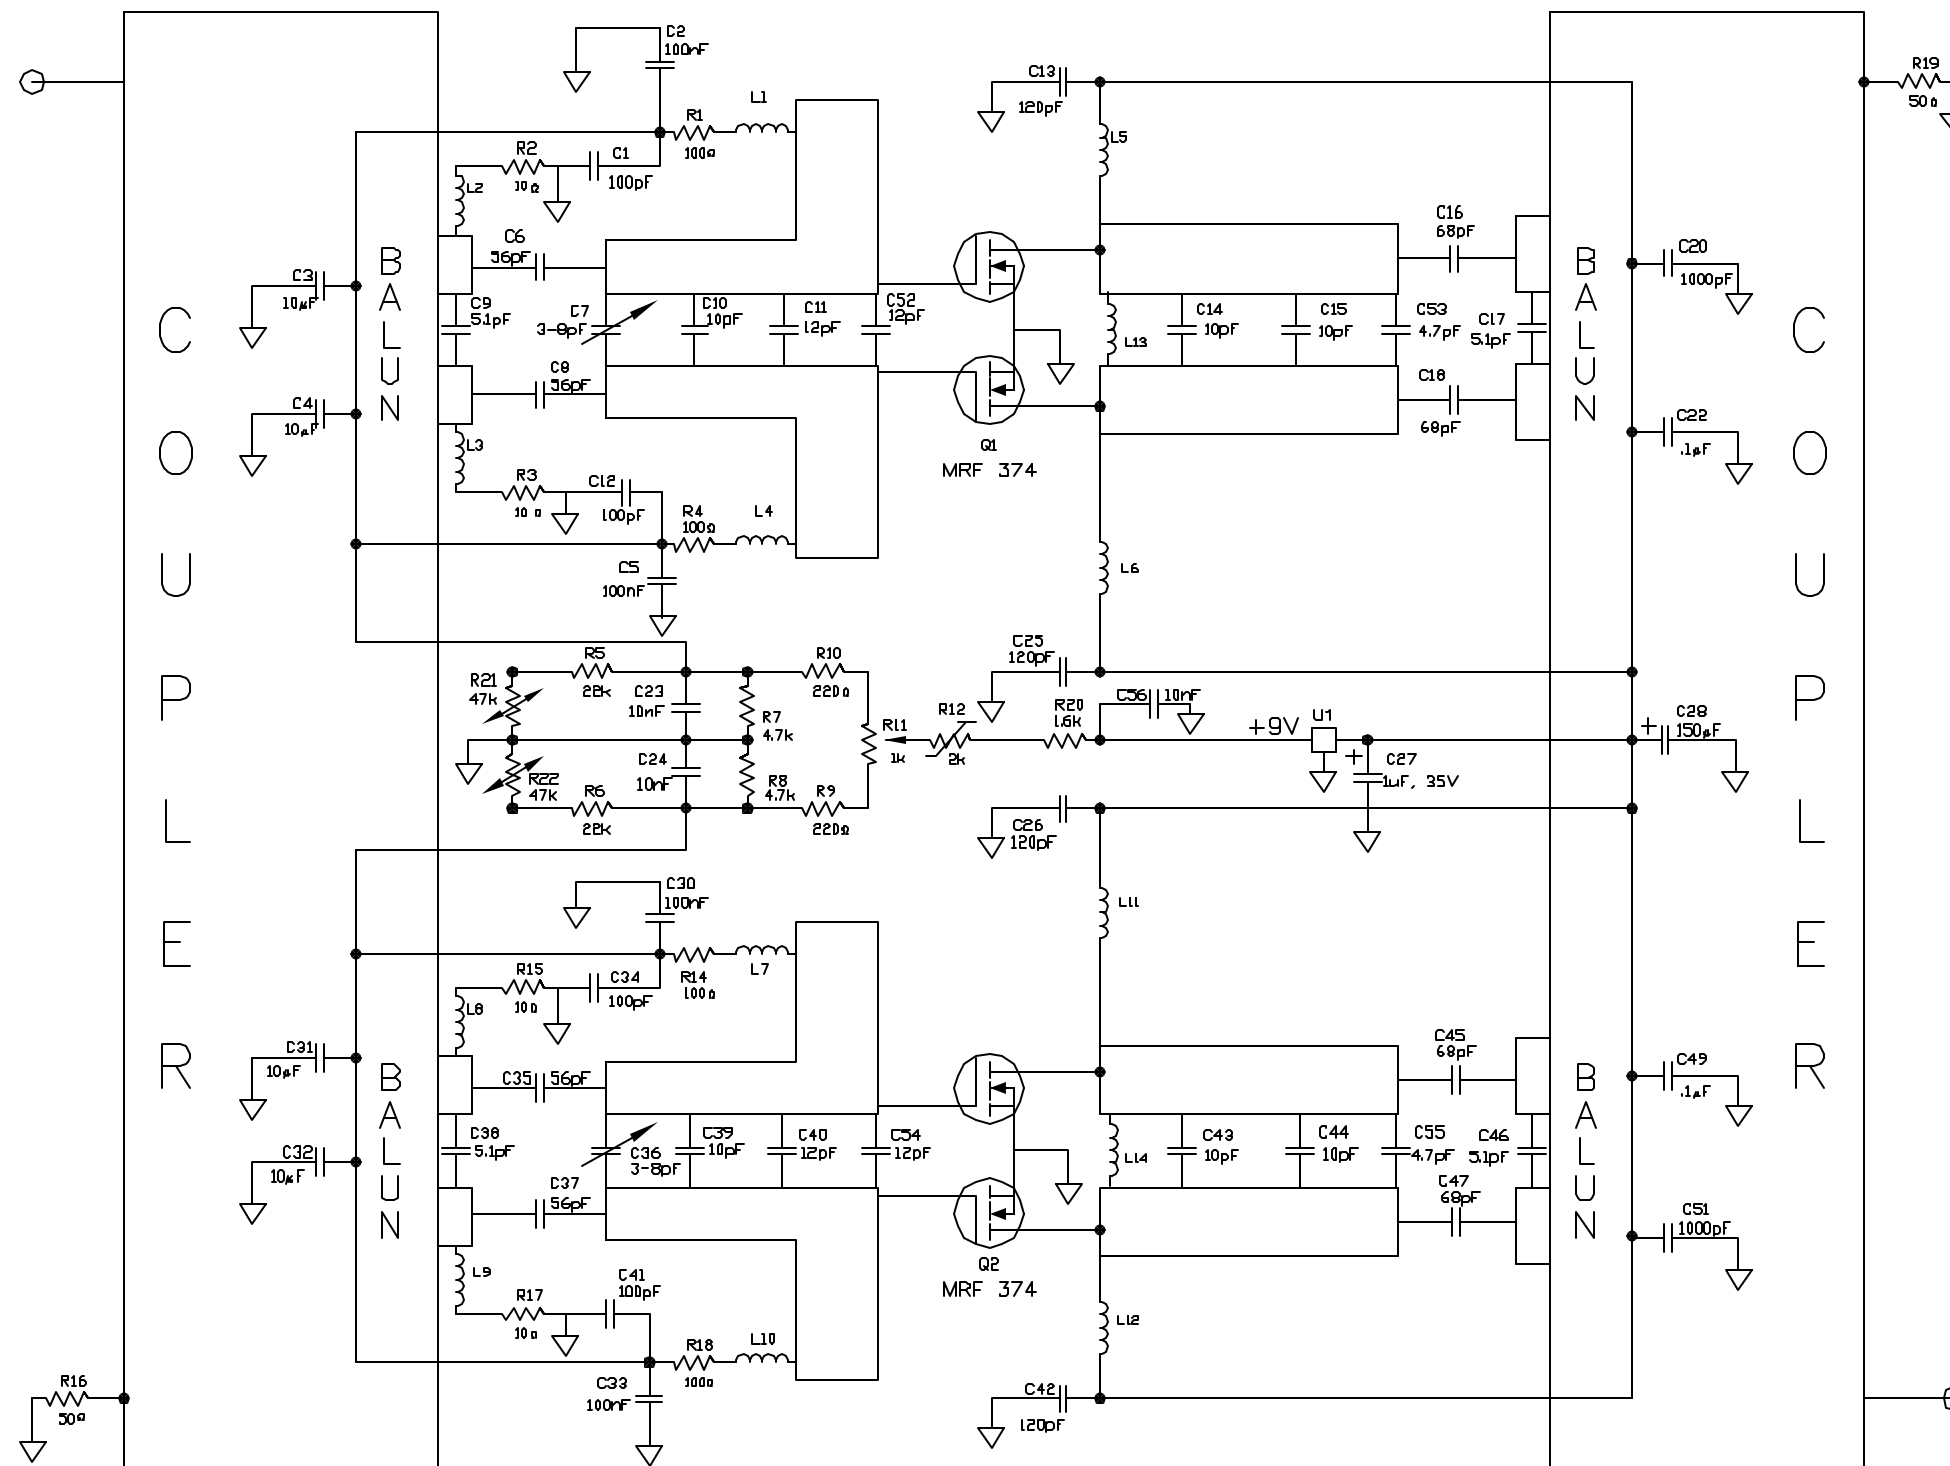 C2
100nF
C13
120pF
R19
50Ω
L1
R1
100Ω
L5
R2
10Ω
C1
100pF
L2
C6
56pF
C16
68pF
C20
1000pF
C3
10µF
C9
5.1pF
C7
3-8pF
C10
10pF
C11
12pF
C52
12pF
L13
C14
10pF
C15
10pF
C53
4.7pF
C17
5.1pF
C8
56pF
C18
68pF
C4
10µF
C22
.1µF
BALUN
BALUN
COUPLER
COUPLER
L3
Q1
MRF 374
R3
10Ω
C12
100pF
R4
100Ω
L4
C5
100nF
L6
R5
22k
R10
220Ω
C25
120pF
R21
47k
C23
10nF
R7
4.7k
R11
1k
R12
2k
R20
1.6k
C56
10nF
+9V
U1
C28
+
150µF
C24
10nF
R22
47k
R8
4.7k
+
C27
1uF, 35V
R6
22k
R9
220Ω
C26
120pF
C30
100nF
L11
R15
10Ω
C34
100pF
R14
100Ω
L7
L8
C31
10µF
C35
56pF
C45
68pF
C49
.1µF
C38
5.1pF
C36
3-8pF
C39
10pF
C40
12pF
C54
12pF
L14
C43
10pF
C44
10pF
C55
4.7pF
C46
5.1pF
C32
10µF
C37
56pF
C47
68pF
C51
1000pF
BALUN
BALUN
L9
Q2
MRF 374
R17
10Ω
C41
100pF
L12
R18
100Ω
L10
C33
100nF
C42
120pF
R16
50Ω